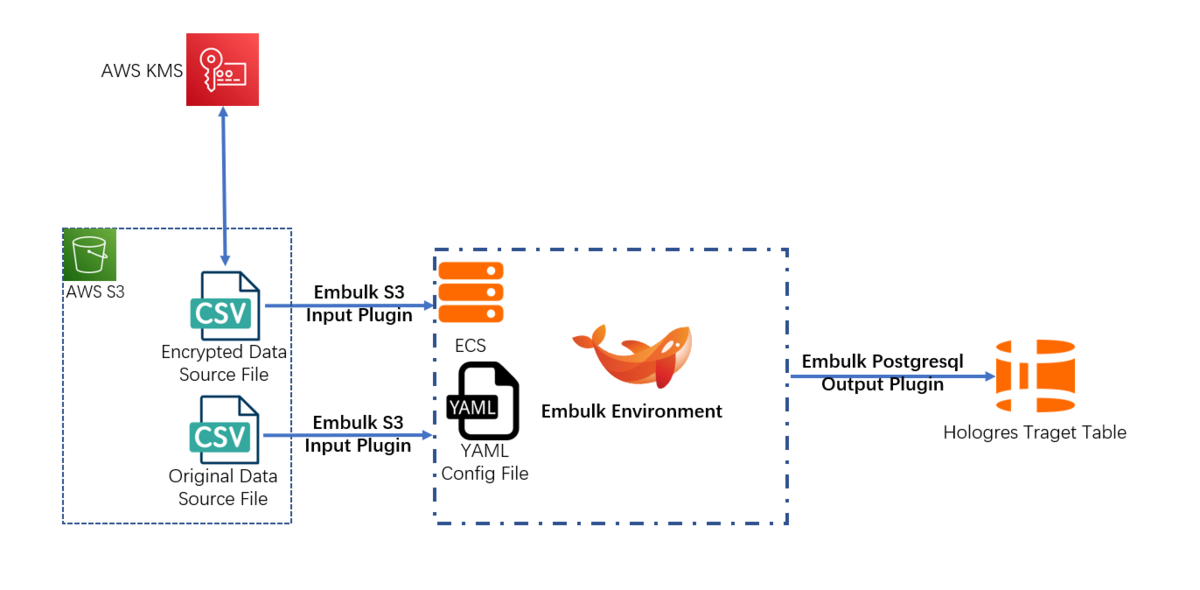 AWS KMS
AWS S3
CSV
Encrypted Data
Source File
CSV
Original Data
Source File
Embulk S3
Input Plugin
Embulk S3
Input Plugin
ECS
YAML
YAML
Config File
Embulk Environment
Embulk Postgresql
Output Plugin
Hologres Traget Table